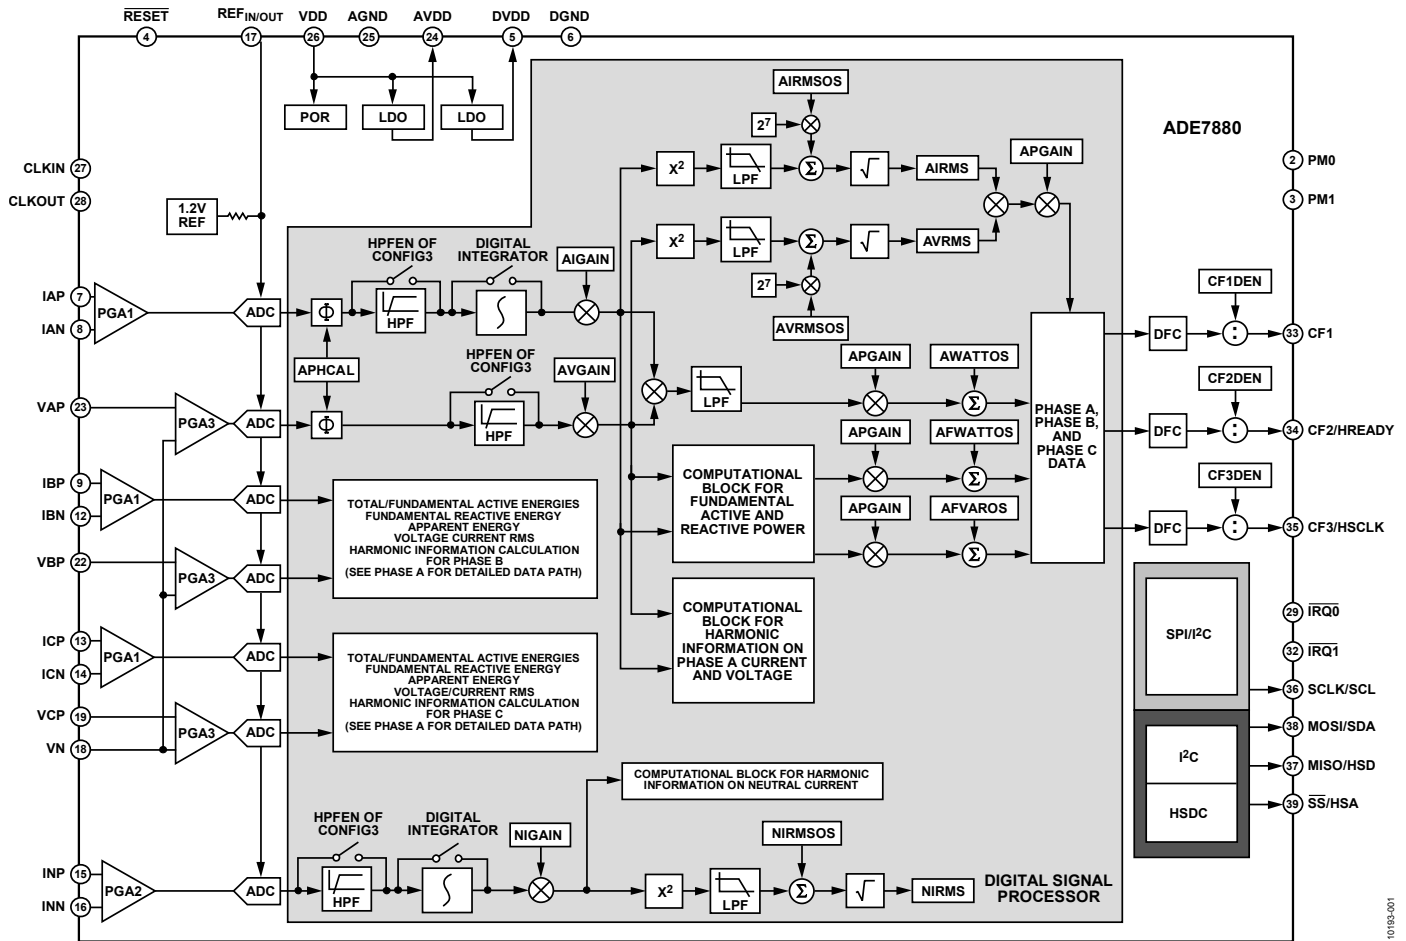 RESET
REFIN/OUT
VDD
AGND
AVDD
DVDD
DGND
4
17
26
25
24
5
6
POR
LDO
LDO
ADE7880
CLKIN
27
CLKOUT
28
1.2V
REF
2
PM0
3
PM1
AIRMSOS
2⁷
X²
LPF
Σ
√
AIRMS
APGAIN
X²
LPF
Σ
√
AVRMS
2⁷
AVRMSOS
HPFEN OF
CONFIG3
DIGITAL
INTEGRATOR
AIGAIN
IAP
7
IAN
8
PGA1
ADC
Φ
HPF
∫
APHCAL
HPFEN OF
CONFIG3
AVGAIN
VAP
23
PGA3
ADC
Φ
HPF
LPF
APGAIN
AWATTOS
Σ
APGAIN
AFWATTOS
Σ
APGAIN
AFVAROS
Σ
COMPUTATIONAL
BLOCK FOR
FUNDAMENTAL
ACTIVE AND
REACTIVE POWER
COMPUTATIONAL
BLOCK FOR
HARMONIC
INFORMATION ON
PHASE A CURRENT
AND VOLTAGE
PHASE A,
PHASE B,
AND
PHASE C
DATA
CF1DEN
DFC
:
33
CF1
CF2DEN
DFC
:
34
CF2/HREADY
CF3DEN
DFC
:
35
CF3/HSCLK
IBP
9
IBN
12
PGA1
ADC
VBP
22
PGA3
ADC
TOTAL/FUNDAMENTAL ACTIVE ENERGIES
FUNDAMENTAL REACTIVE ENERGY
APPARENT ENERGY
VOLTAGE CURRENT RMS
HARMONIC INFORMATION CALCULATION
FOR PHASE B
(SEE PHASE A FOR DETAILED DATA PATH)
ICP
13
ICN
14
PGA1
ADC
VCP
19
VN
18
PGA3
ADC
TOTAL/FUNDAMENTAL ACTIVE ENERGIES
FUNDAMENTAL REACTIVE ENERGY
APPARENT ENERGY
VOLTAGE/CURRENT RMS
HARMONIC INFORMATION CALCULATION
FOR PHASE C
(SEE PHASE A FOR DETAILED DATA PATH)
SPI/I²C
I²C
HSDC
29
IRQ0
32
IRQ1
36
SCLK/SCL
38
MOSI/SDA
37
MISO/HSD
39
SS/HSA
COMPUTATIONAL BLOCK FOR HARMONIC
INFORMATION ON NEUTRAL CURRENT
HPFEN OF
CONFIG3
DIGITAL
INTEGRATOR
NIGAIN
NIRMSOS
INP
15
INN
16
PGA2
ADC
HPF
∫
X²
LPF
Σ
√
NIRMS
DIGITAL SIGNAL
PROCESSOR
10193-001